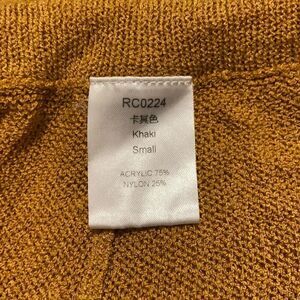 RC0224
卡其色
Khaki
Small
ACRYLIC 75%
NYLON 25%